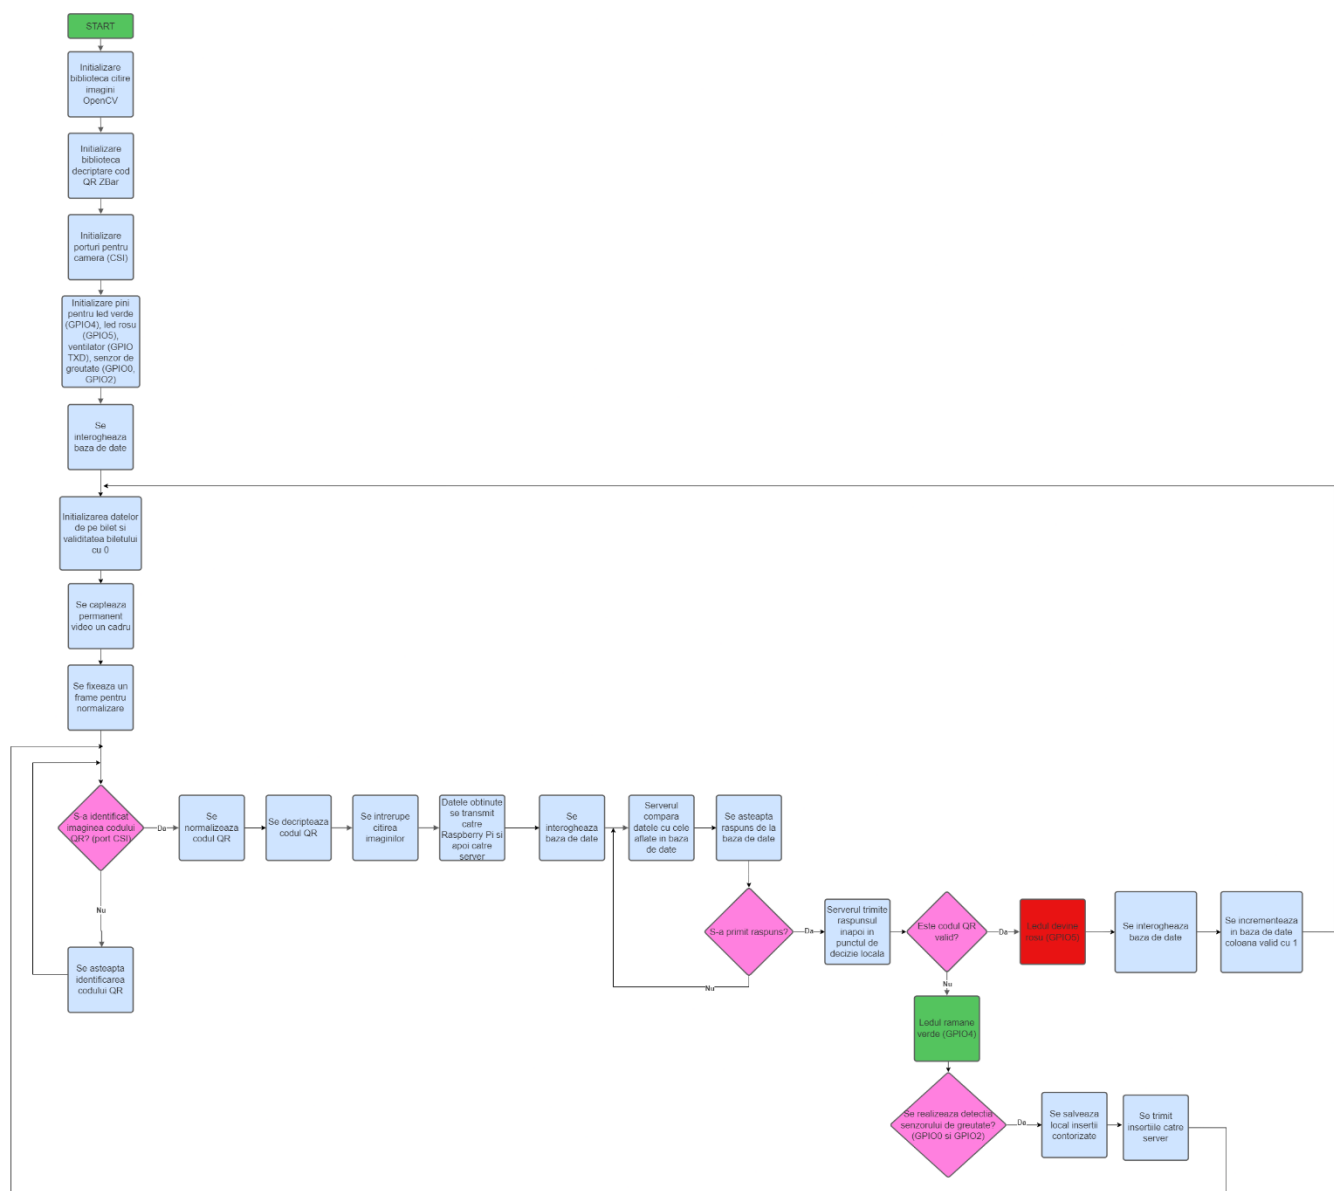 START
Initializare
biblioteca citire
imagini
OpenCV
Initializare
biblioteca
decriptare cod
QR ZBar
Initializare
porturi pentru
camera (CSI)
Initializare pini
pentru led verde
(GPIO4), led rosu
(GPIO5),
ventilator (GPIO
TXD), senzor de
greutate (GPIO0,
GPIO2)
Se
interogheaza
baza de date
Initializarea datelor
de pe bilet si
validitatea biletului
cu 0
Se capteaza
permanent
video un cadru
Se fixeaza un
frame pentru
normalizare
S-a identificat
imaginea codului
QR? (port CSI)
Da
Se
normalizeaza
codul QR
Se decripteaza
codul QR
Se intrerupe
citirea
imaginilor
Datele obtinute
se transmit
catre
Raspberry Pi si
apoi catre
server
Se
interogheaza
baza de date
Serverul
compara
datele cu cele
aflate in baza
de date
Se asteapta
raspuns de la
baza de date
Nu
Se asteapta
identificarea
codului QR
S-a primit raspuns?
Da
Nu
Serverul trimite
raspunsul
inapoi in
punctul de
decizie locala
Este codul QR
valid?
Da
Ledul devine
rosu (GPIO5)
Se interogheaza
baza de date
Se incrementeaza
in baza de date
coloana valid cu 1
Nu
Ledul ramane
verde (GPIO4)
Se realizeaza detectia
senzorului de greutate?
(GPIO0 si GPIO2)
Da
Se salveaza
local insertii
contorizate
Se trimit
insertiile catre
server